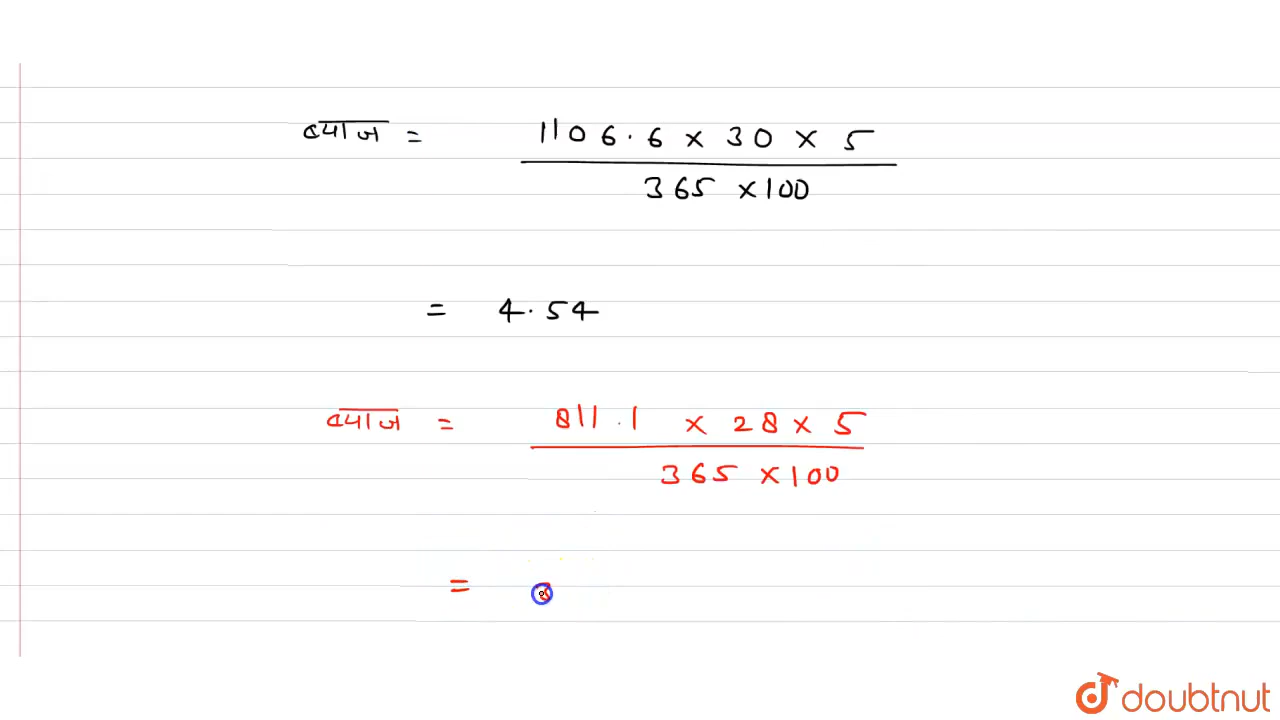 ब्याज = 1106.6 x 30 x 5
365 x 100
= 4.54
ब्याज = 811.1 x 28 x 5
365 x 100
=
doubtnut